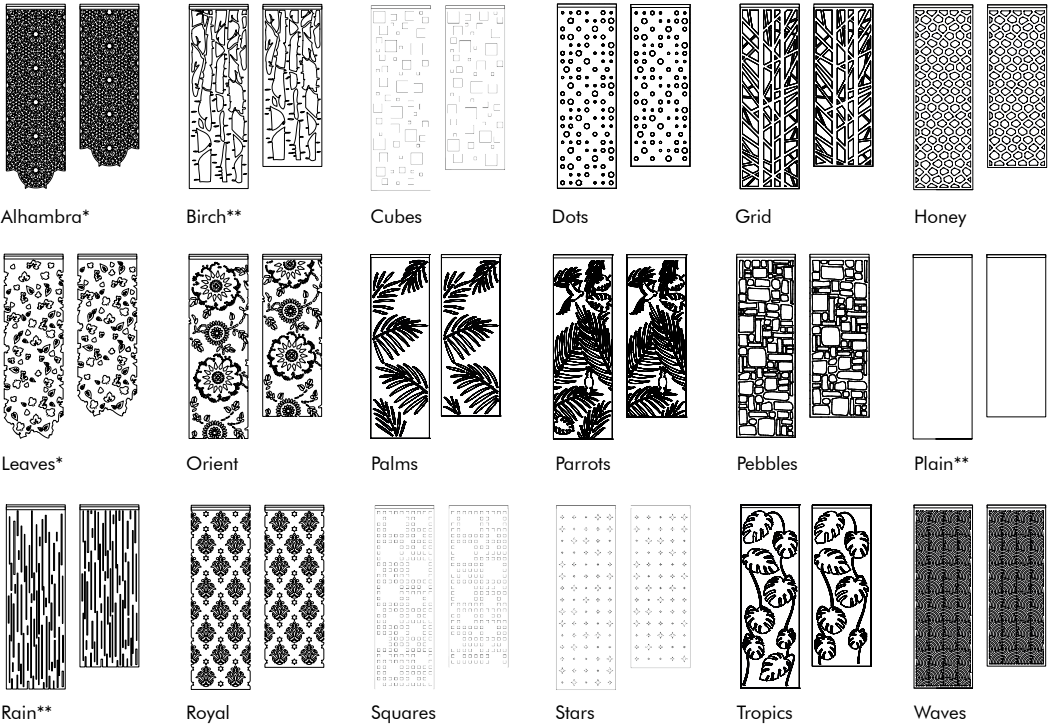 Alhambra* Birch** Cubes Dots Grid Honey
Leaves* Orient Palms Parrots Pebbles Plain**
Rain** Royal Squares Stars Tropics Waves